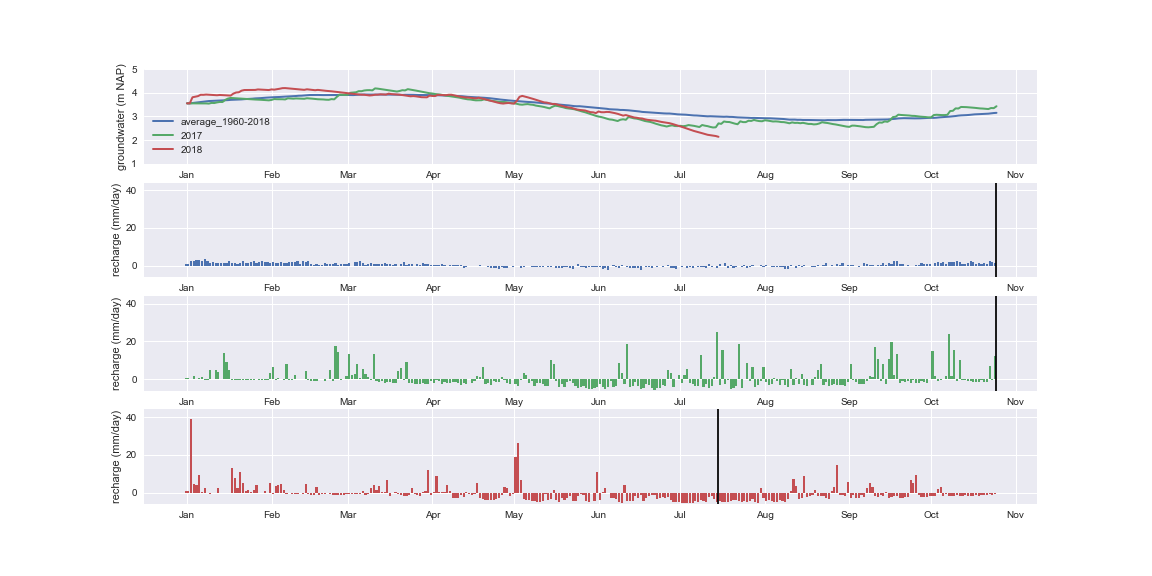 groundwater (m NAP)
5
4
3
2
1
average_1960-2018
2017
2018
Jan Feb Mar Apr May Jun Jul Aug Sep Oct Nov
recharge (mm/day)
40
20
0
Jan Feb Mar Apr May Jun Jul Aug Sep Oct Nov
recharge (mm/day)
40
20
0
Jan Feb Mar Apr May Jun Jul Aug Sep Oct Nov
recharge (mm/day)
40
20
0
Jan Feb Mar Apr May Jun Jul Aug Sep Oct Nov